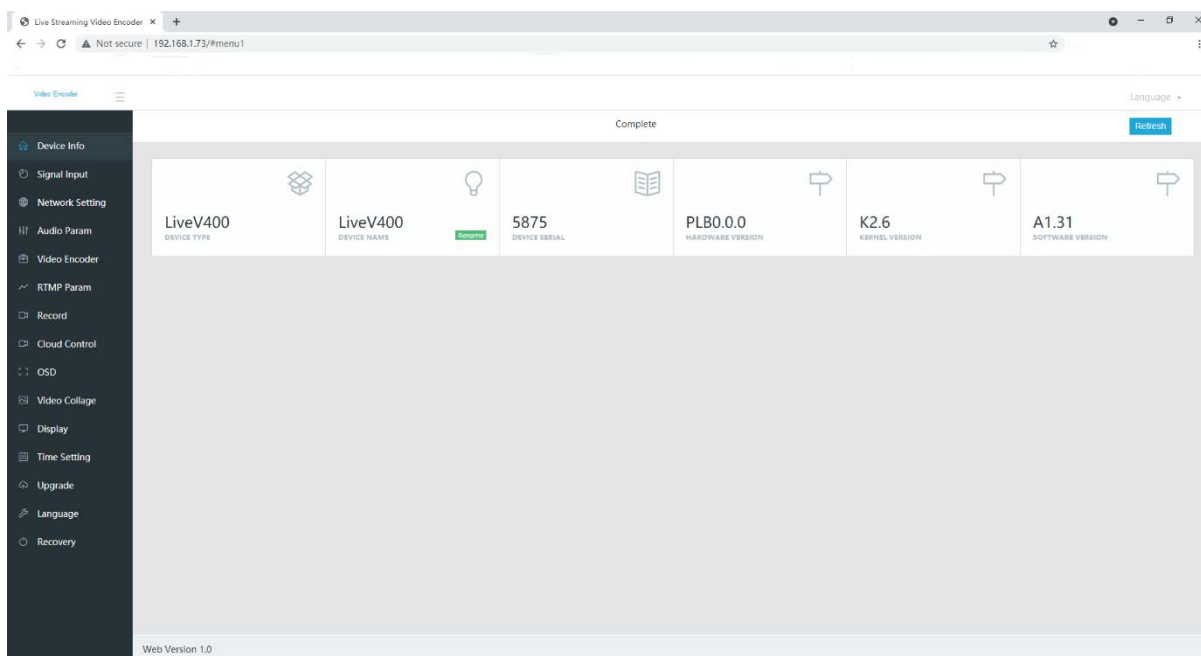 Live Streaming Video Encoder
Not secure | 192.168.1.73/#menu1
Video Encoder
Language
Complete
Refresh
Device Info
Signal Input
Network Setting
Audio Param
Video Encoder
RTMP Param
Record
Cloud Control
OSD
Video Collage
Display
Time Setting
Upgrade
Language
Recovery
LiveV400
DEVICE TYPE
LiveV400
DEVICE NAME
Rename
5875
DEVICE SERIAL
PLB0.0.0
HARDWARE VERSION
K2.6
KERNEL VERSION
A1.31
SOFTWARE VERSION
Web Version 1.0